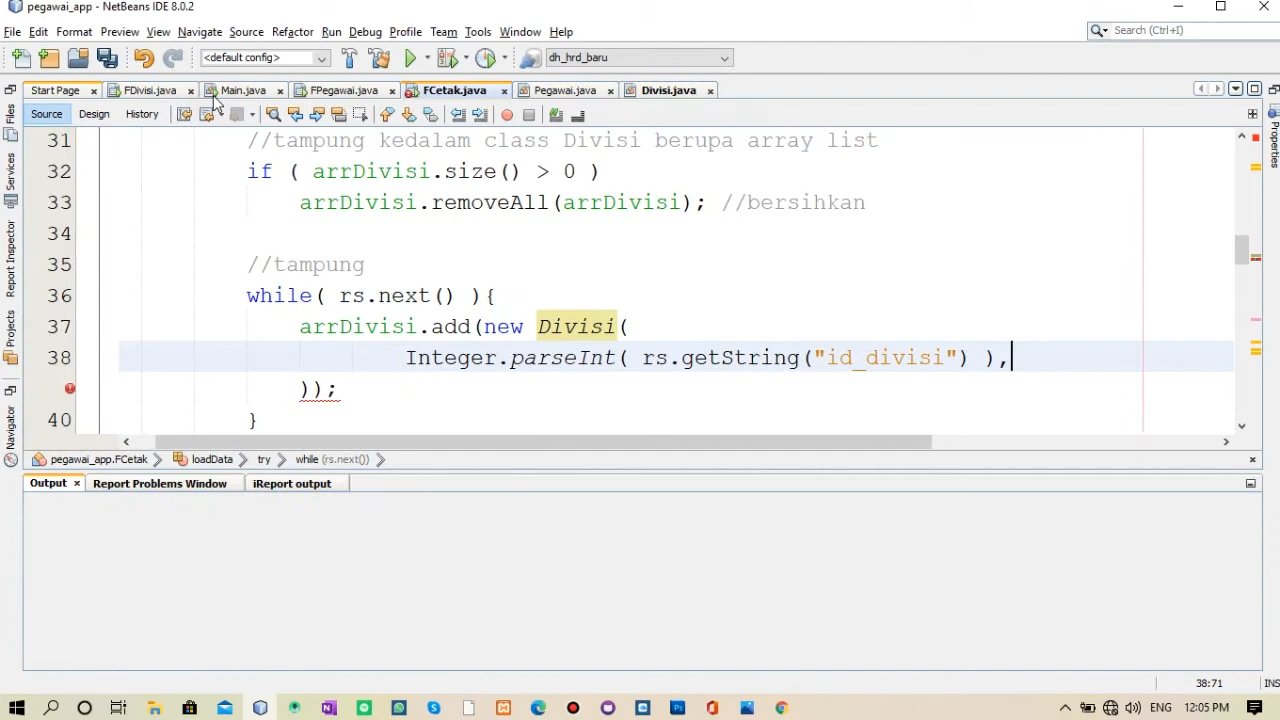 pegawai_app - NetBeans IDE 8.0.2
File Edit Format Preview View Navigate Source Refactor Run Debug Profile Team Tools Window Help
Search (Ctrl+I)
<default config> dh_hrd_baru
Start Page FDivisi.java Main.java FPegawai.java FCetak.java Pegawai.java Divisi.java
Source Design History
Files
Services
Report Inspector
Projects
Navigator
Properties
31 //tampung kedalam class Divisi berupa array list
32 if ( arrDivisi.size() > 0 )
33 arrDivisi.removeAll(arrDivisi); //bersihkan
34
35 //tampung
36 while( rs.next() ){
37 arrDivisi.add(new Divisi(
38 Integer.parseInt( rs.getString("id_divisi") ),
));
40 }
pegawai_app.FCetak loadData try while (rs.next())
Output Report Problems Window iReport output
38:71 INS
ENG 12:05 PM